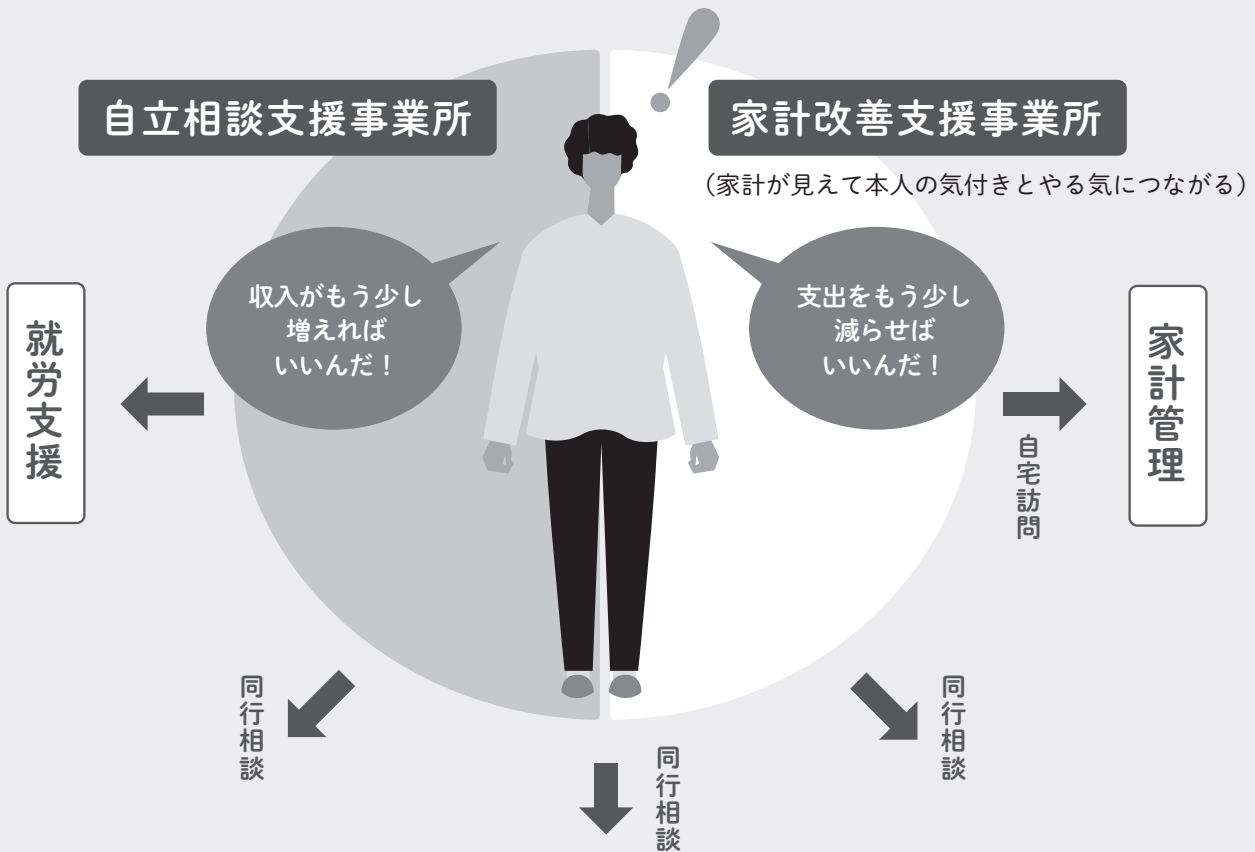 自立相談支援事業所
家計改善支援事業所
（家計が見えて本人の気付きとやる気につながる）
収入がもう少し
増えれば
いいんだ！
支出をもう少し
減らせば
いいんだ！
就労支援
家計管理
自宅訪問
同行相談
同行相談
同行相談